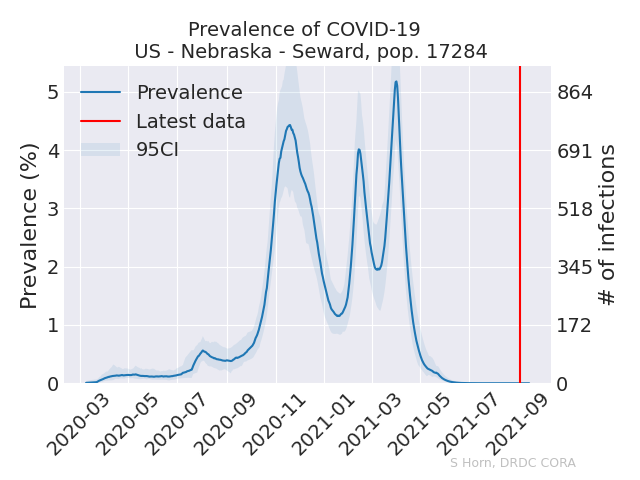 Prevalence of COVID-19
US - Nebraska - Seward, pop. 17284
Prevalence
Latest data
95CI
Prevalence (%)
5
4
3
2
1
0
# of infections
864
691
518
345
172
0
2020-03
2020-05
2020-07
2020-09
2020-11
2021-01
2021-03
2021-05
2021-07
2021-09
S Horn, DRDC CORA